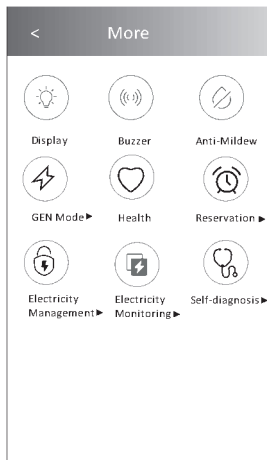 < More
Display Buzzer Anti-Mildew
GEN Mode▶ Health Reservation▶
Electricity Electricity Self-diagnosis▶
Management▶ Monitoring▶